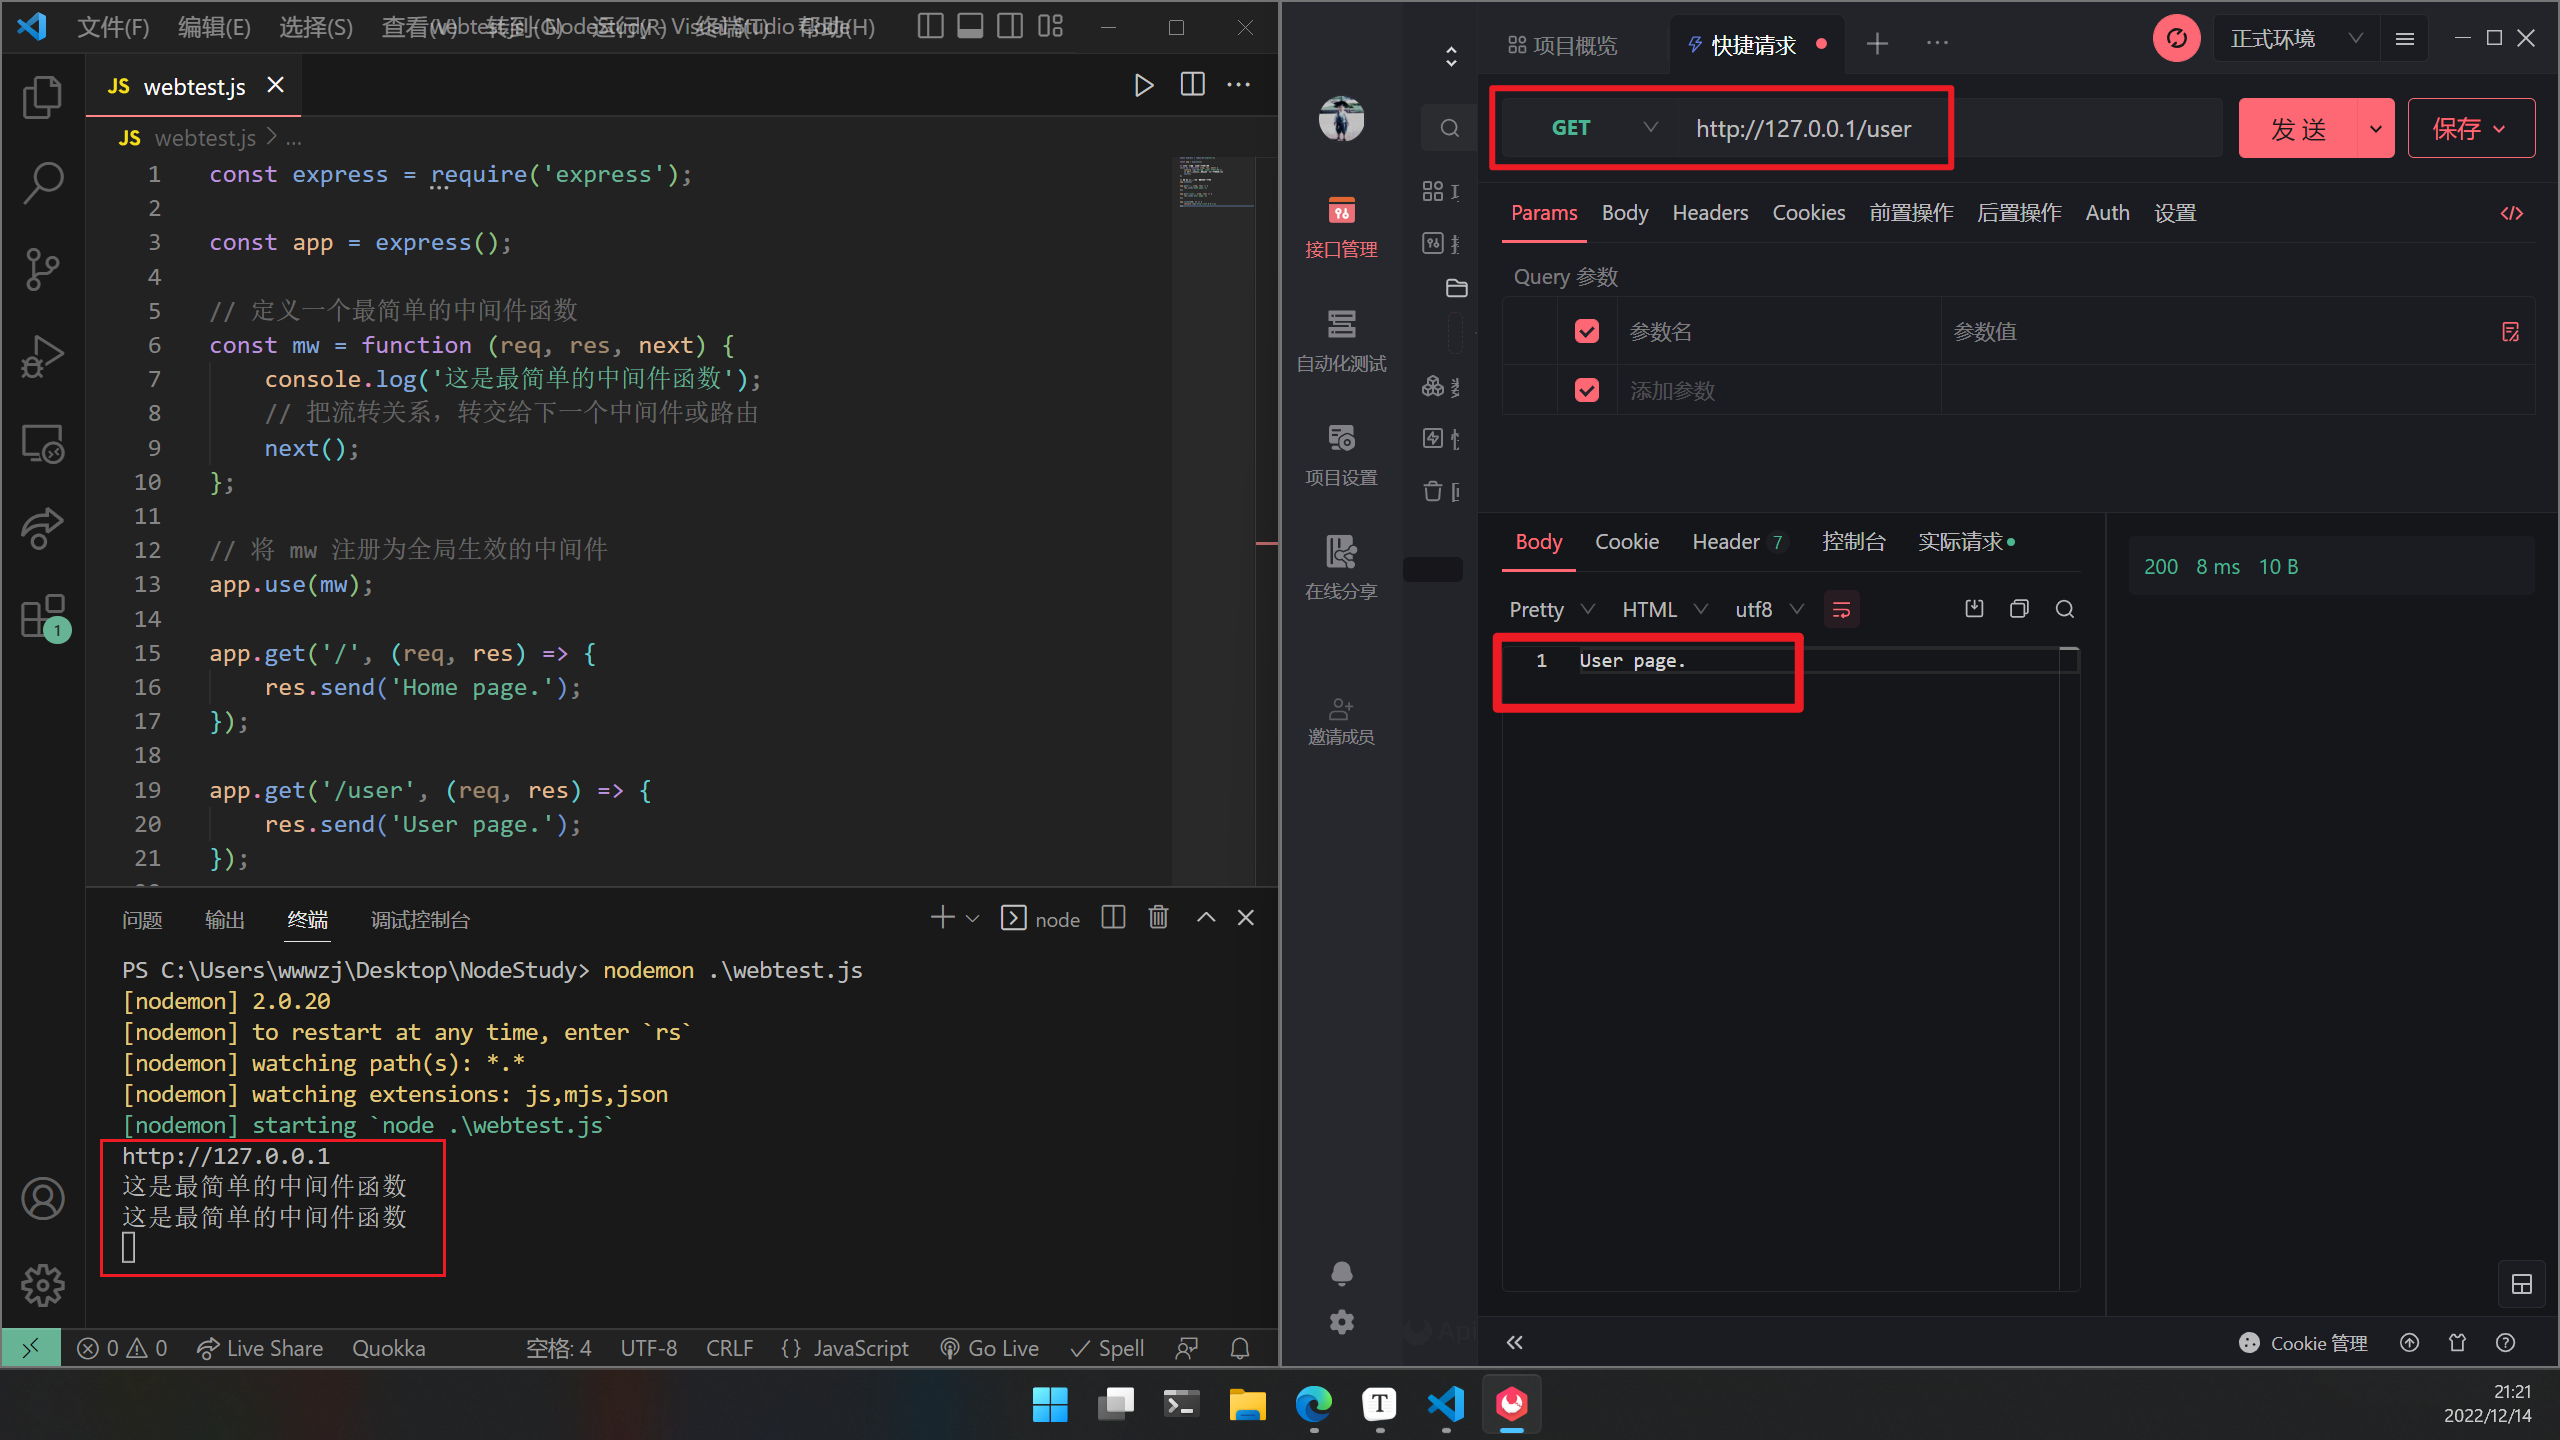 文件(F) 编辑(E) 选择(S) 查看(V) 转到(G) 运行(R) 终端(T) 帮助(H)
webtest.js
webtest.js > ...
1 const express = require('express');
2
3 const app = express();
4
5 // 定义一个最简单的中间件函数
6 const mw = function (req, res, next) {
7 console.log('这是最简单的中间件函数');
8 // 把流转关系，转交给下一个中间件或路由
9 next();
10 };
11
12 // 将 mw 注册为全局生效的中间件
13 app.use(mw);
14
15 app.get('/', (req, res) => {
16 res.send('Home page.');
17 });
18
19 app.get('/user', (req, res) => {
20 res.send('User page.');
21 });
问题 输出 终端 调试控制台
node
PS C:\Users\wwwzj\Desktop\NodeStudy> nodemon .\webtest.js
[nodemon] 2.0.20
[nodemon] to restart at any time, enter `rs`
[nodemon] watching path(s): *.*
[nodemon] watching extensions: js,mjs,json
[nodemon] starting `node .\webtest.js`
http://127.0.0.1
这是最简单的中间件函数
这是最简单的中间件函数
1
0 0 Live Share Quokka 空格: 4 UTF-8 CRLF {} JavaScript Go Live Spell
接口管理
自动化测试
项目设置
在线分享
邀请成员
项目概览 快捷请求 正式环境
GET http://127.0.0.1/user 发 送 保存
Params Body Headers Cookies 前置操作 后置操作 Auth 设置
Query 参数
参数名 参数值
添加参数
Body Cookie Header 7 控制台 实际请求
200 8 ms 10 B
Pretty HTML utf8
1 User page.
Cookie 管理
21:21
2022/12/14